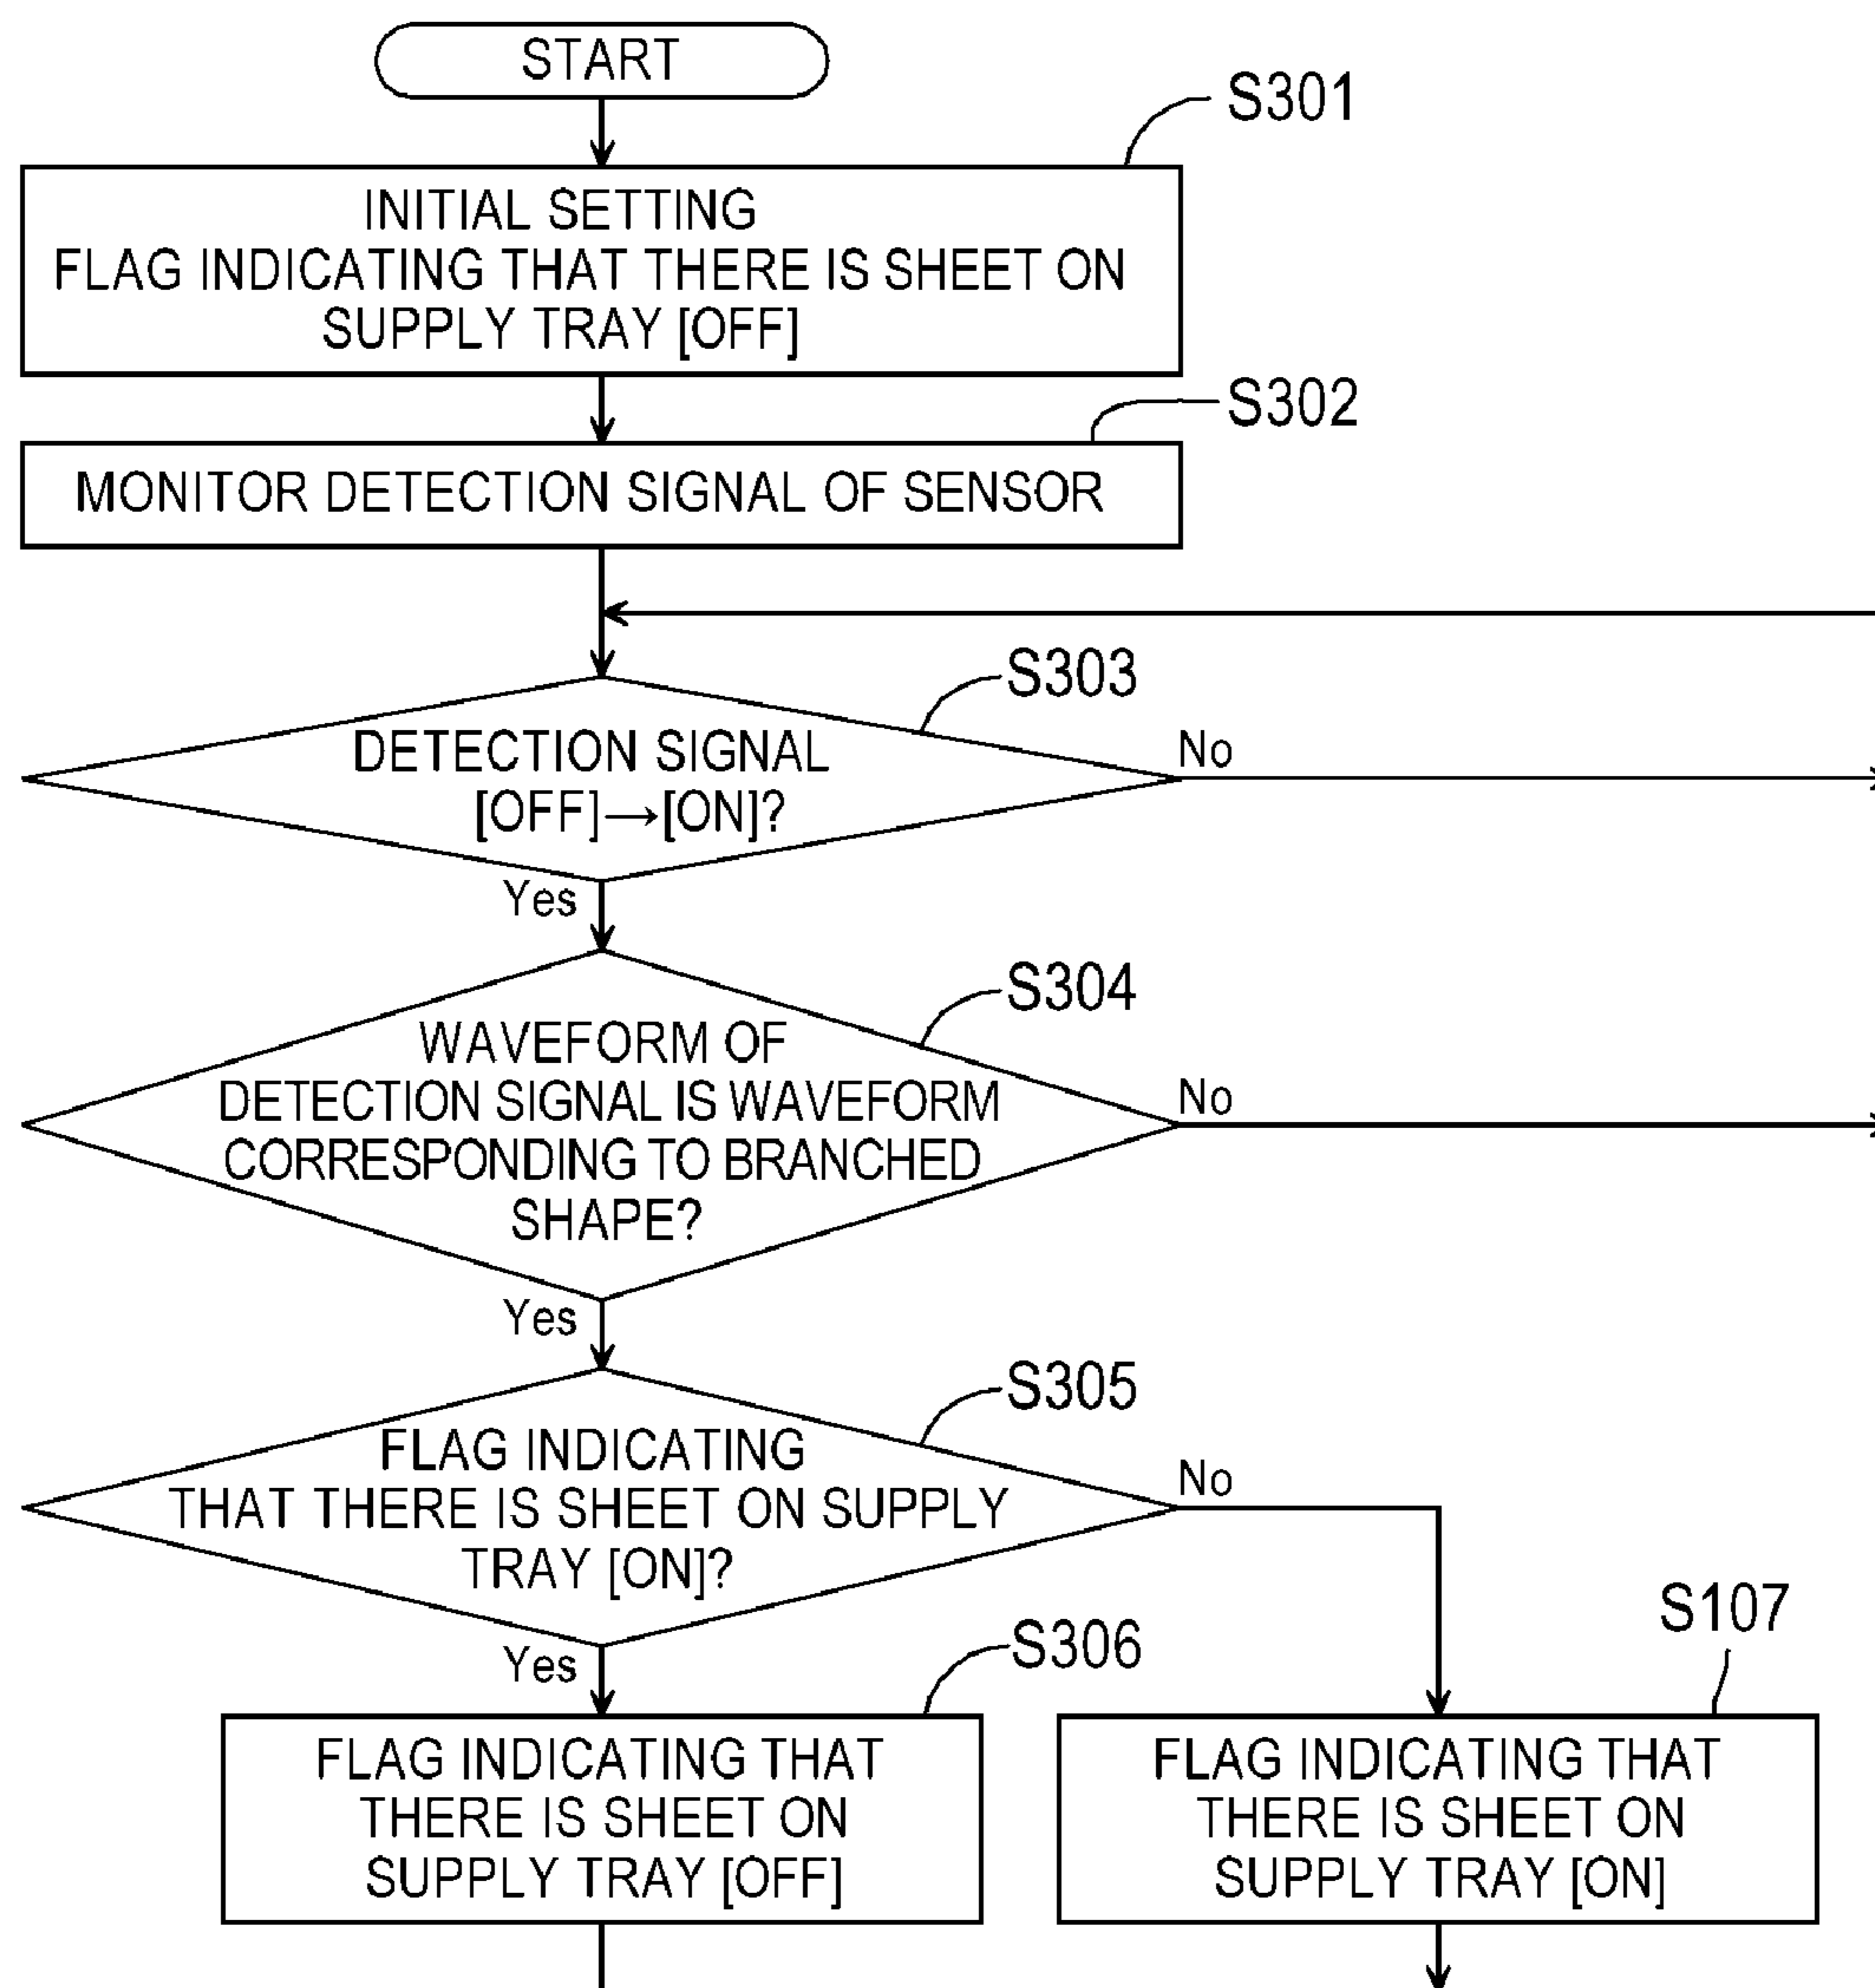 START
S301
INITIAL SETTING
FLAG INDICATING THAT THERE IS SHEET ON
SUPPLY TRAY [OFF]
S302
MONITOR DETECTION SIGNAL OF SENSOR
S303
DETECTION SIGNAL
[OFF]→[ON]?
No
Yes
S304
WAVEFORM OF
DETECTION SIGNAL IS WAVEFORM
CORRESPONDING TO BRANCHED
SHAPE?
No
Yes
S305
FLAG INDICATING
THAT THERE IS SHEET ON SUPPLY
TRAY [ON]?
No
Yes
S306
FLAG INDICATING THAT
THERE IS SHEET ON
SUPPLY TRAY [OFF]
S107
FLAG INDICATING THAT
THERE IS SHEET ON
SUPPLY TRAY [ON]